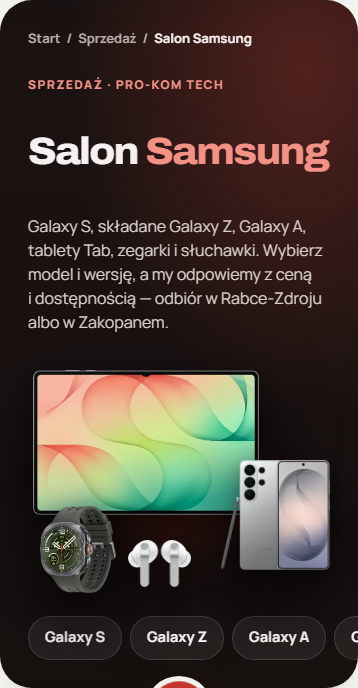 Start / Sprzedaż / Salon Samsung
SPRZEDAŻ · PRO-KOM TECH
Salon Samsung
Galaxy S, składane Galaxy Z, Galaxy A,
tablety Tab, zegarki i słuchawki. Wybierz
model i wersję, a my odpowiemy z ceną
i dostępnością — odbiór w Rabce-Zdroju
albo w Zakopanem.
Galaxy S Galaxy Z Galaxy A